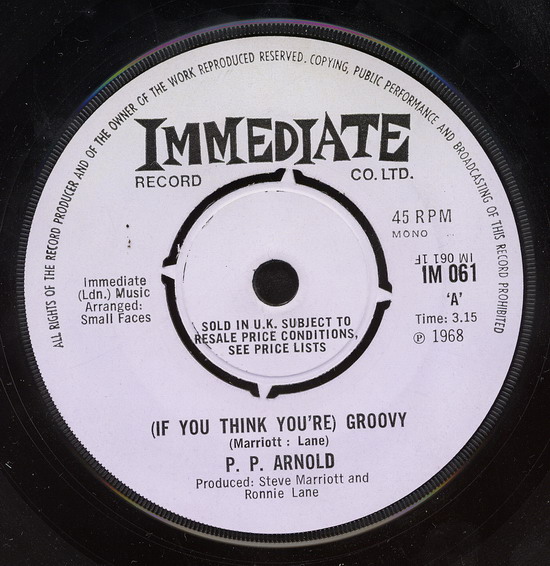 ALL RIGHTS OF THE RECORD PRODUCER AND OF THE OWNER OF THE WORK REPRODUCED RESERVED. COPYING, PUBLIC PERFORMANCE AND BROADCASTING OF THIS RECORD PROHIBITED
IMMEDIATE
RECORD CO. LTD.
45 RPM
MONO
IM 061 1F
IM 061
'A'
Time: 3.15
℗ 1968
Immediate
(Ldn.) Music
Arranged:
Small Faces
SOLD IN U.K. SUBJECT TO
RESALE PRICE CONDITIONS,
SEE PRICE LISTS
(IF YOU THINK YOU'RE) GROOVY
(Marriott : Lane)
P. P. ARNOLD
Produced: Steve Marriott and
Ronnie Lane